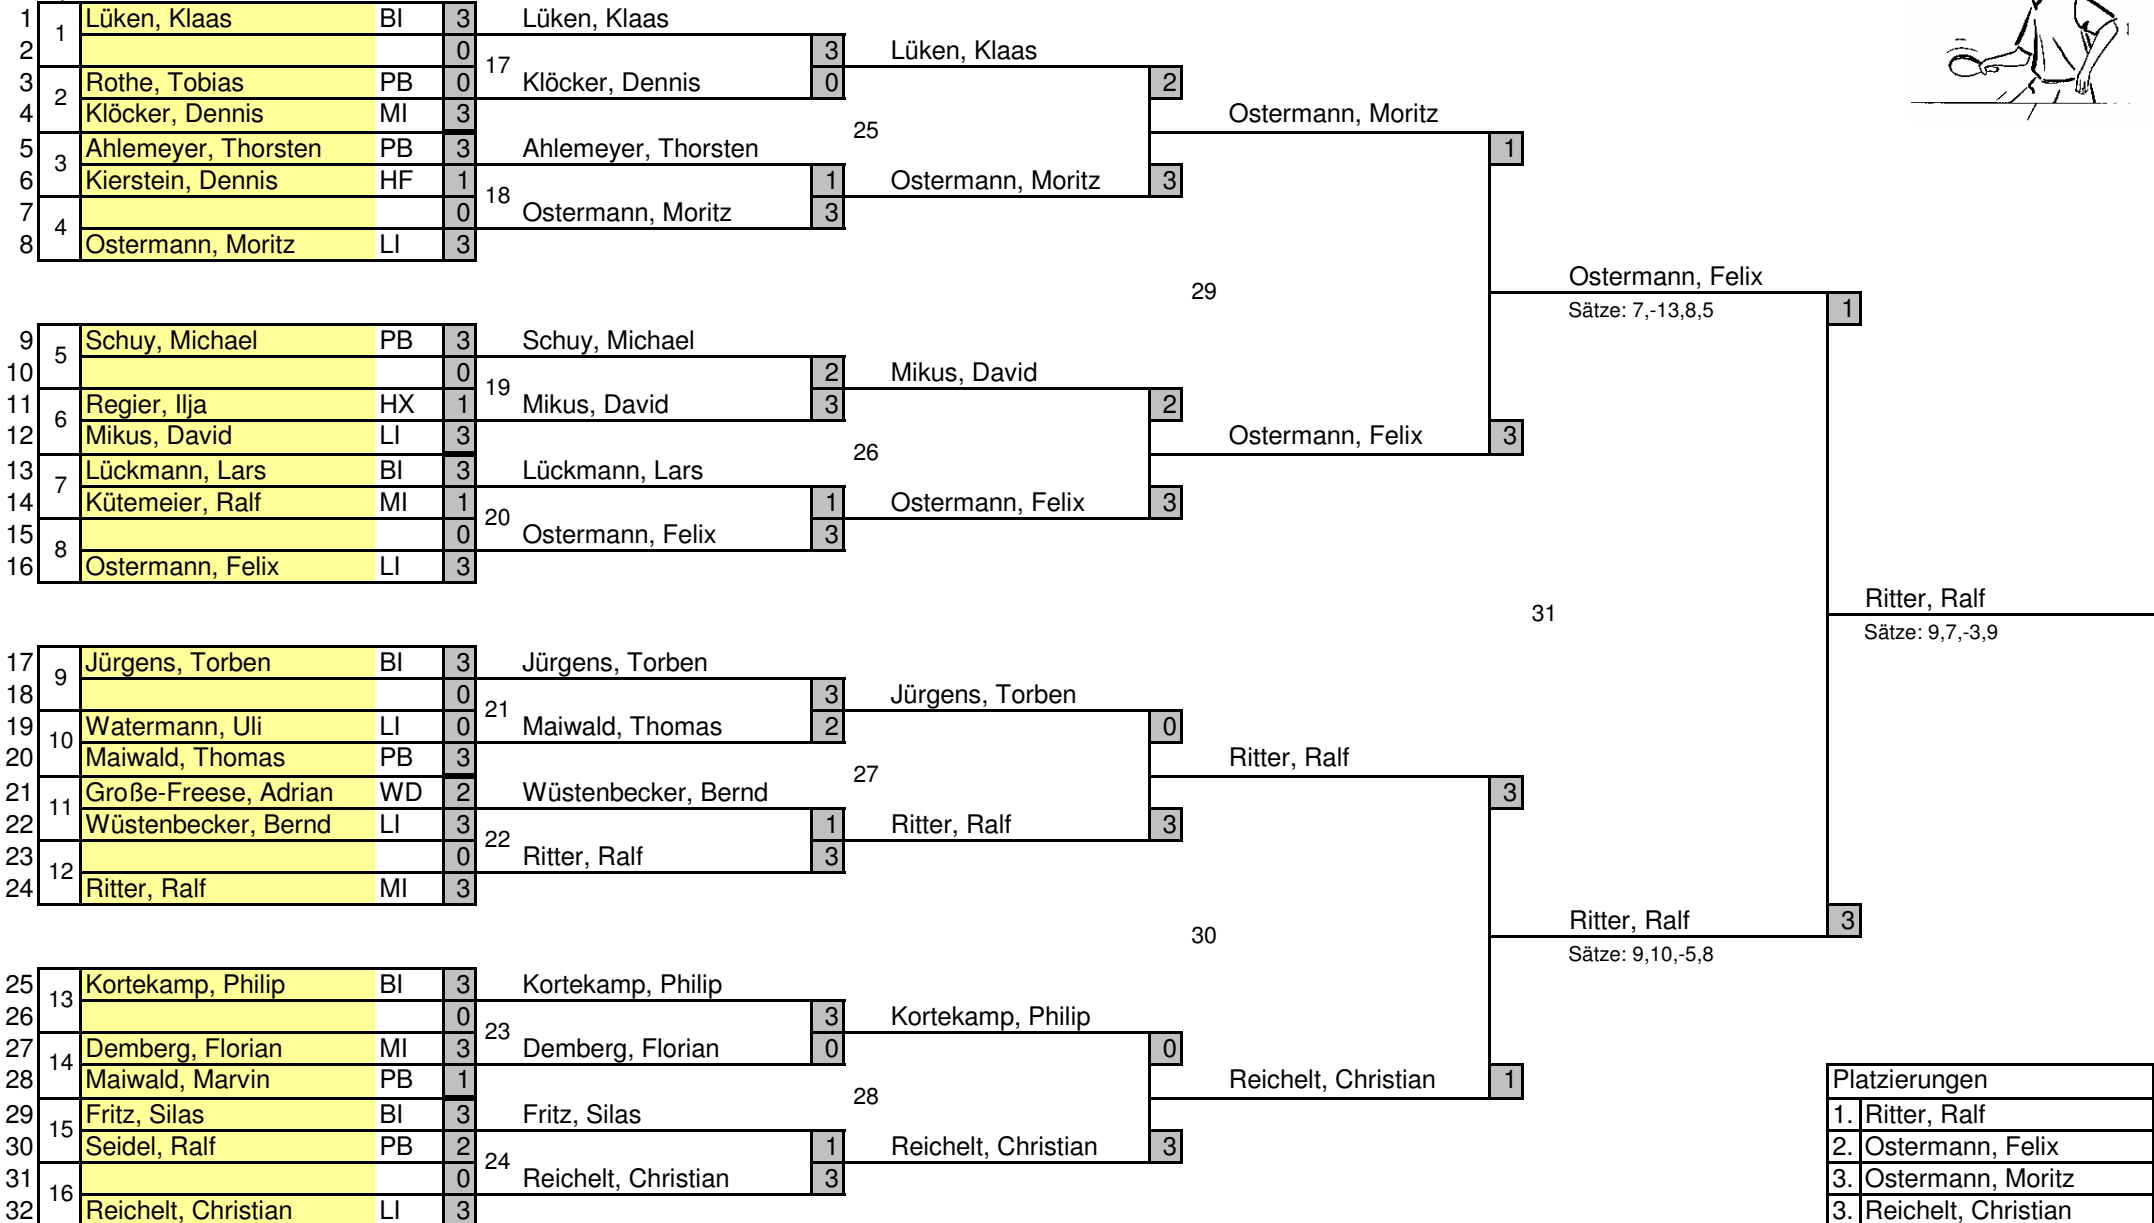 1 1 Lüken, Klaas BI 3 Lüken, Klaas
2 0 17 3 Lüken, Klaas
3 2 Rothe, Tobias PB 0 Klöcker, Dennis 0 2
4 Klöcker, Dennis MI 3 Ostermann, Moritz
5 3 Ahlemeyer, Thorsten PB 3 Ahlemeyer, Thorsten 25 1
6 Kierstein, Dennis HF 1 18 1 Ostermann, Moritz 3
7 4 0 Ostermann, Moritz 3
8 Ostermann, Moritz LI 3
Ostermann, Felix
29
Sätze: 7,-13,8,5 1
9 5 Schuy, Michael PB 3 Schuy, Michael
10 0 19 2 Mikus, David
11 6 Regier, Ilja HX 1 Mikus, David 3 2
12 Mikus, David LI 3 Ostermann, Felix 3
13 7 Lückmann, Lars BI 3 Lückmann, Lars 26
14 Kütemeier, Ralf MI 1 20 1 Ostermann, Felix 3
15 8 0 Ostermann, Felix 3
16 Ostermann, Felix LI 3
Ritter, Ralf
31
Sätze: 9,7,-3,9
17 9 Jürgens, Torben BI 3 Jürgens, Torben
18 0 21 3 Jürgens, Torben
19 10 Watermann, Uli LI 0 Maiwald, Thomas 2 0
20 Maiwald, Thomas PB 3 Ritter, Ralf
21 11 Große-Freese, Adrian WD 2 Wüstenbecker, Bernd 27 3
22 Wüstenbecker, Bernd LI 3 22 1 Ritter, Ralf 3
23 12 0 Ritter, Ralf 3
24 Ritter, Ralf MI 3
Ritter, Ralf 3
30
Sätze: 9,10,-5,8
25 13 Kortekamp, Philip BI 3 Kortekamp, Philip
26 0 23 3 Kortekamp, Philip
27 14 Demberg, Florian MI 3 Demberg, Florian 0 0
28 Maiwald, Marvin PB 1 Reichelt, Christian 1 Platzierungen
29 15 Fritz, Silas BI 3 Fritz, Silas 28 1. Ritter, Ralf
30 Seidel, Ralf PB 2 24 1 Reichelt, Christian 3 2. Ostermann, Felix
31 16 0 Reichelt, Christian 3 3. Ostermann, Moritz
32 Reichelt, Christian LI 3 3. Reichelt, Christian